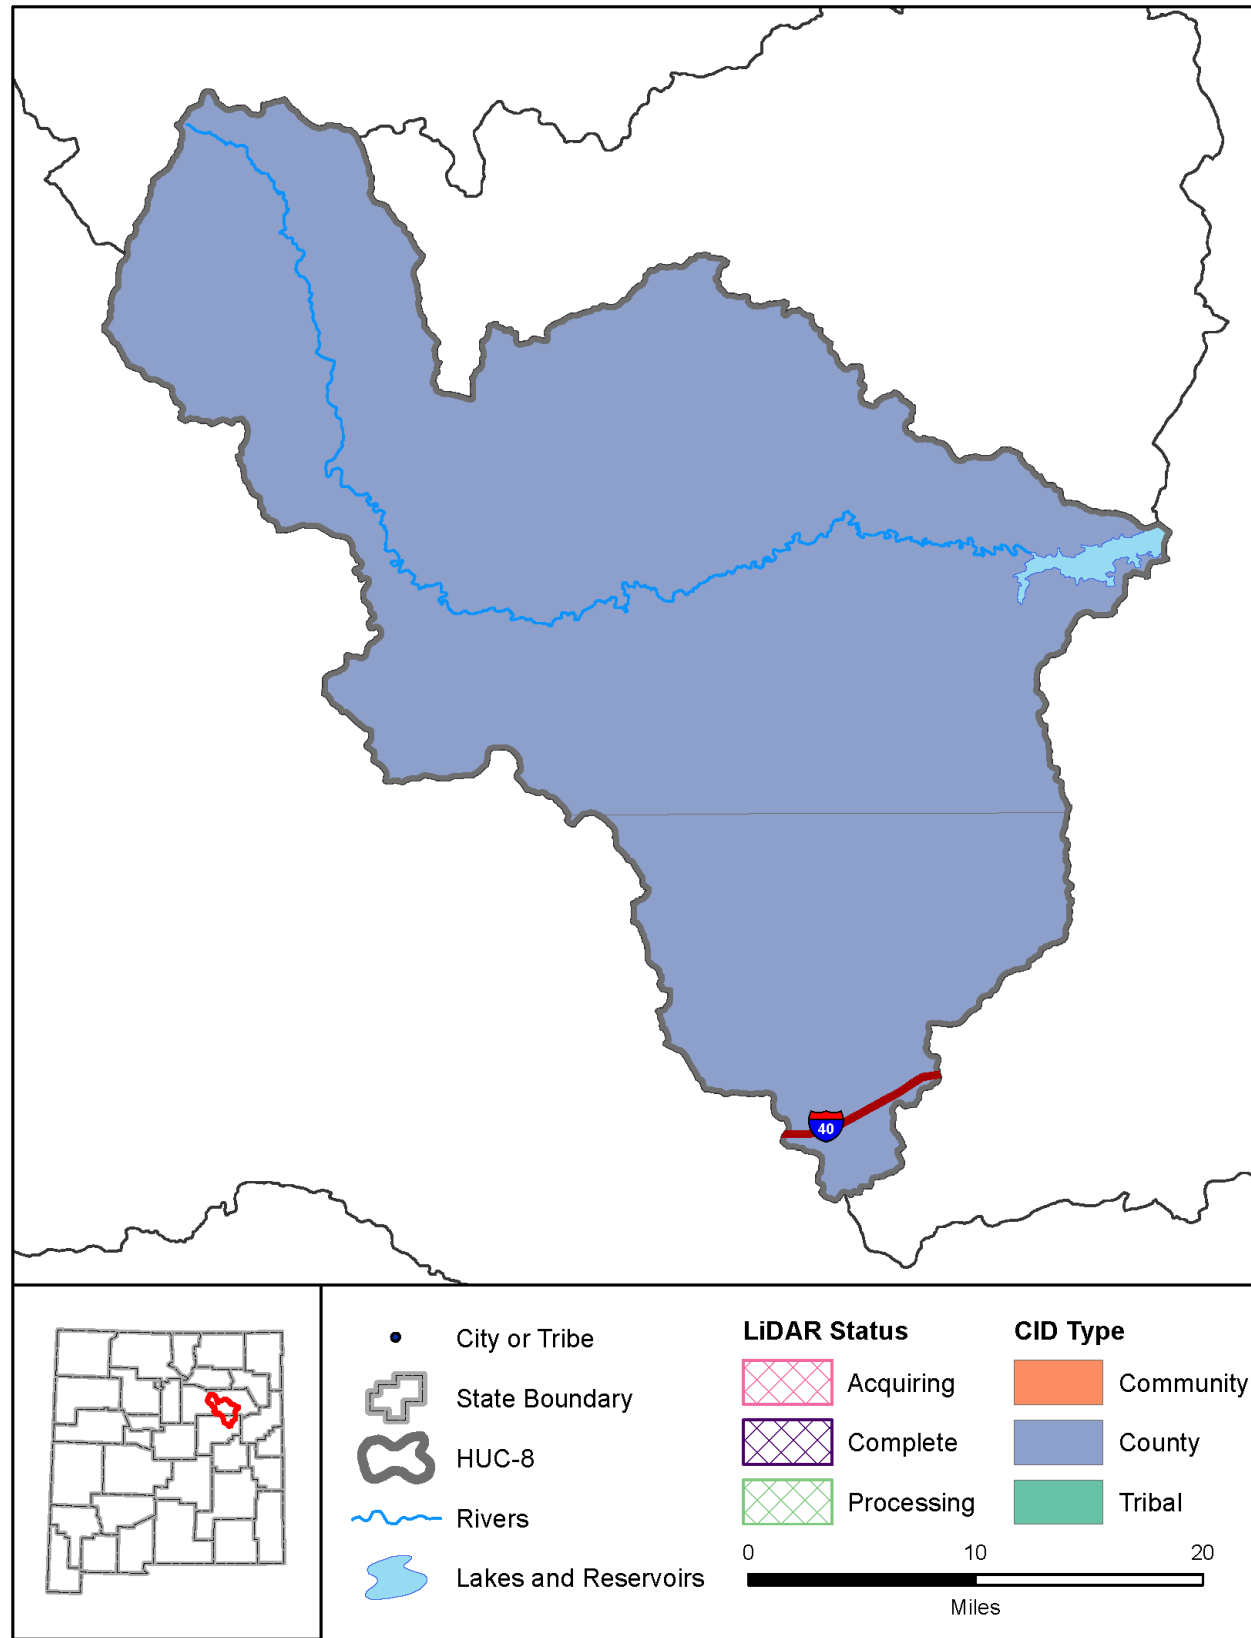 40
City or Tribe
State Boundary
HUC-8
Rivers
Lakes and Reservoirs
LiDAR Status
Acquiring
Complete
Processing
CID Type
Community
County
Tribal
0 10 20
Miles